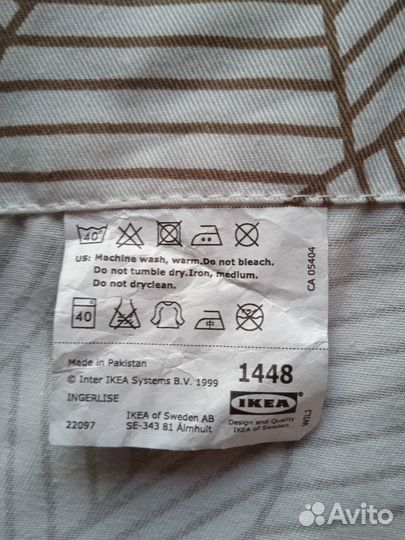 40
US: Machine wash, warm.Do not bleach.
Do not tumble dry.Iron, medium.
Do not dryclean.
CA 05404
40
中
Made in Pakistan
© Inter IKEA Systems B.V. 1999
INGERLISE
22097
IKEA of Sweden AB
SE-343 81 Älmhult
1448
IKEA
Design and Quality
IKEA of Sweden
WILJ
Avito